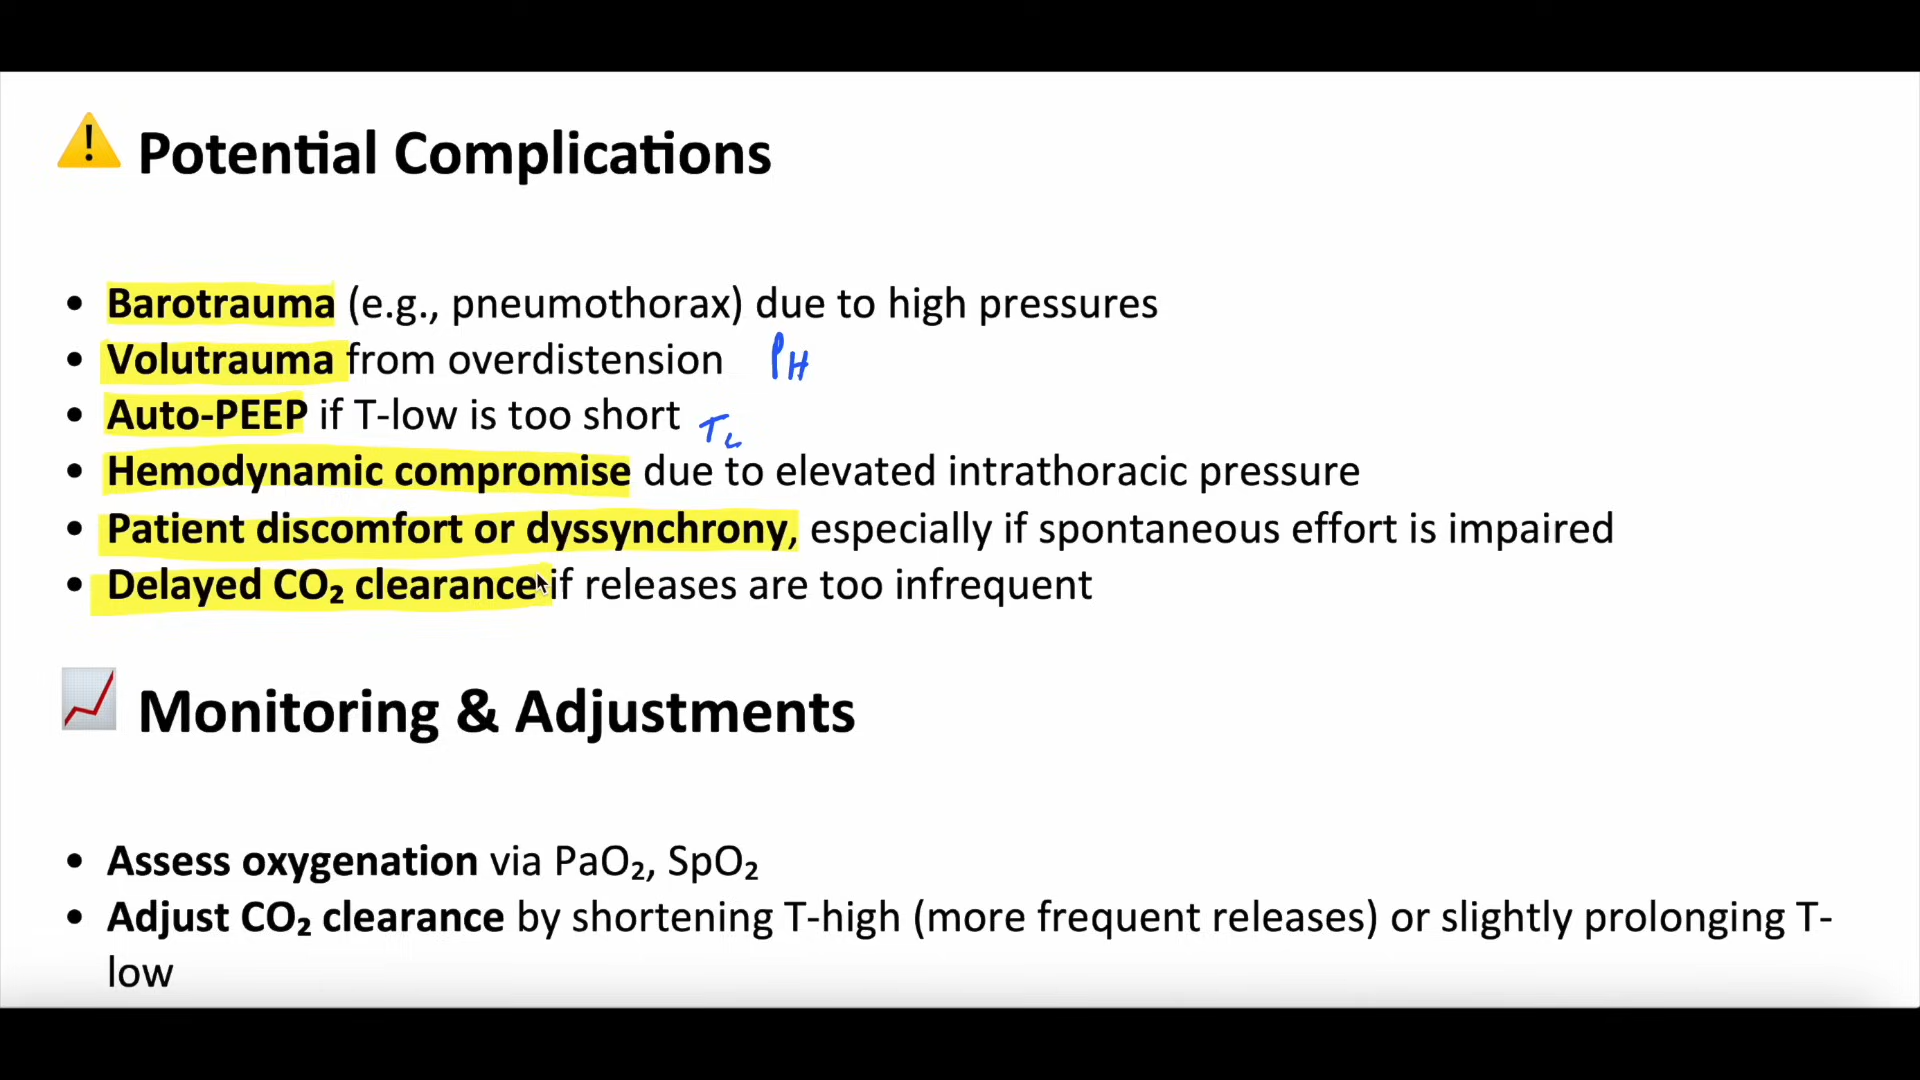 Potential Complications
• Barotrauma (e.g., pneumothorax) due to high pressures
• Volutrauma from overdistension PH
• Auto-PEEP if T-low is too short TL
• Hemodynamic compromise due to elevated intrathoracic pressure
• Patient discomfort or dyssynchrony, especially if spontaneous effort is impaired
• Delayed CO₂ clearance if releases are too infrequent
Monitoring & Adjustments
• Assess oxygenation via PaO₂, SpO₂
• Adjust CO₂ clearance by shortening T-high (more frequent releases) or slightly prolonging T-
low